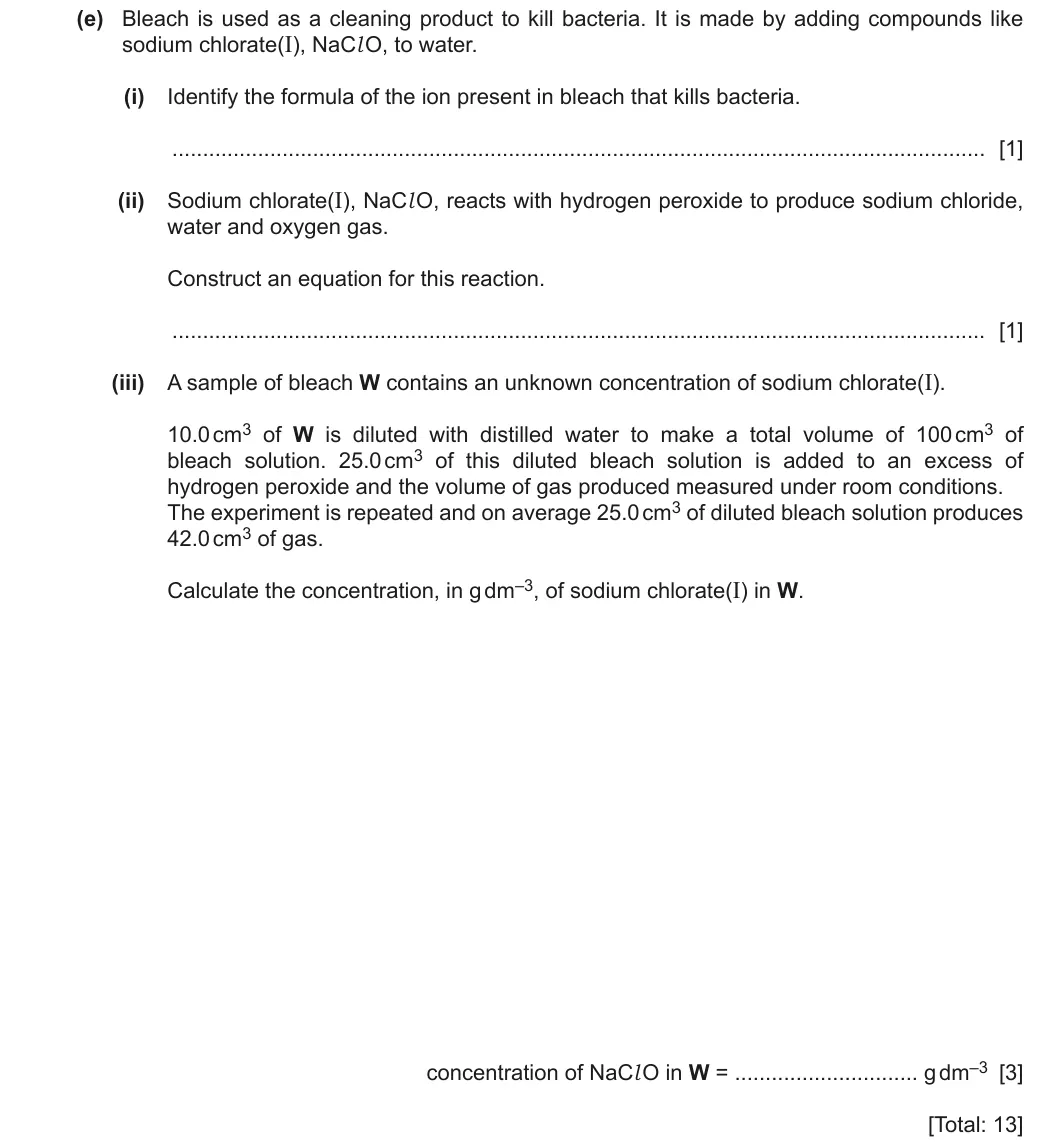 (e) Bleach is used as a cleaning product to kill bacteria. It is made by adding compounds like
sodium chlorate(I), NaClO, to water.
(i) Identify the formula of the ion present in bleach that kills bacteria.
.......................................................................................................................................... [1]
(ii) Sodium chlorate(I), NaClO, reacts with hydrogen peroxide to produce sodium chloride,
water and oxygen gas.
Construct an equation for this reaction.
.......................................................................................................................................... [1]
(iii) A sample of bleach W contains an unknown concentration of sodium chlorate(I).
10.0 cm³ of W is diluted with distilled water to make a total volume of 100 cm³ of
bleach solution. 25.0 cm³ of this diluted bleach solution is added to an excess of
hydrogen peroxide and the volume of gas produced measured under room conditions.
The experiment is repeated and on average 25.0 cm³ of diluted bleach solution produces
42.0 cm³ of gas.
Calculate the concentration, in g dm⁻³, of sodium chlorate(I) in W.
concentration of NaClO in W = .............................. g dm⁻³ [3]
[Total: 13]